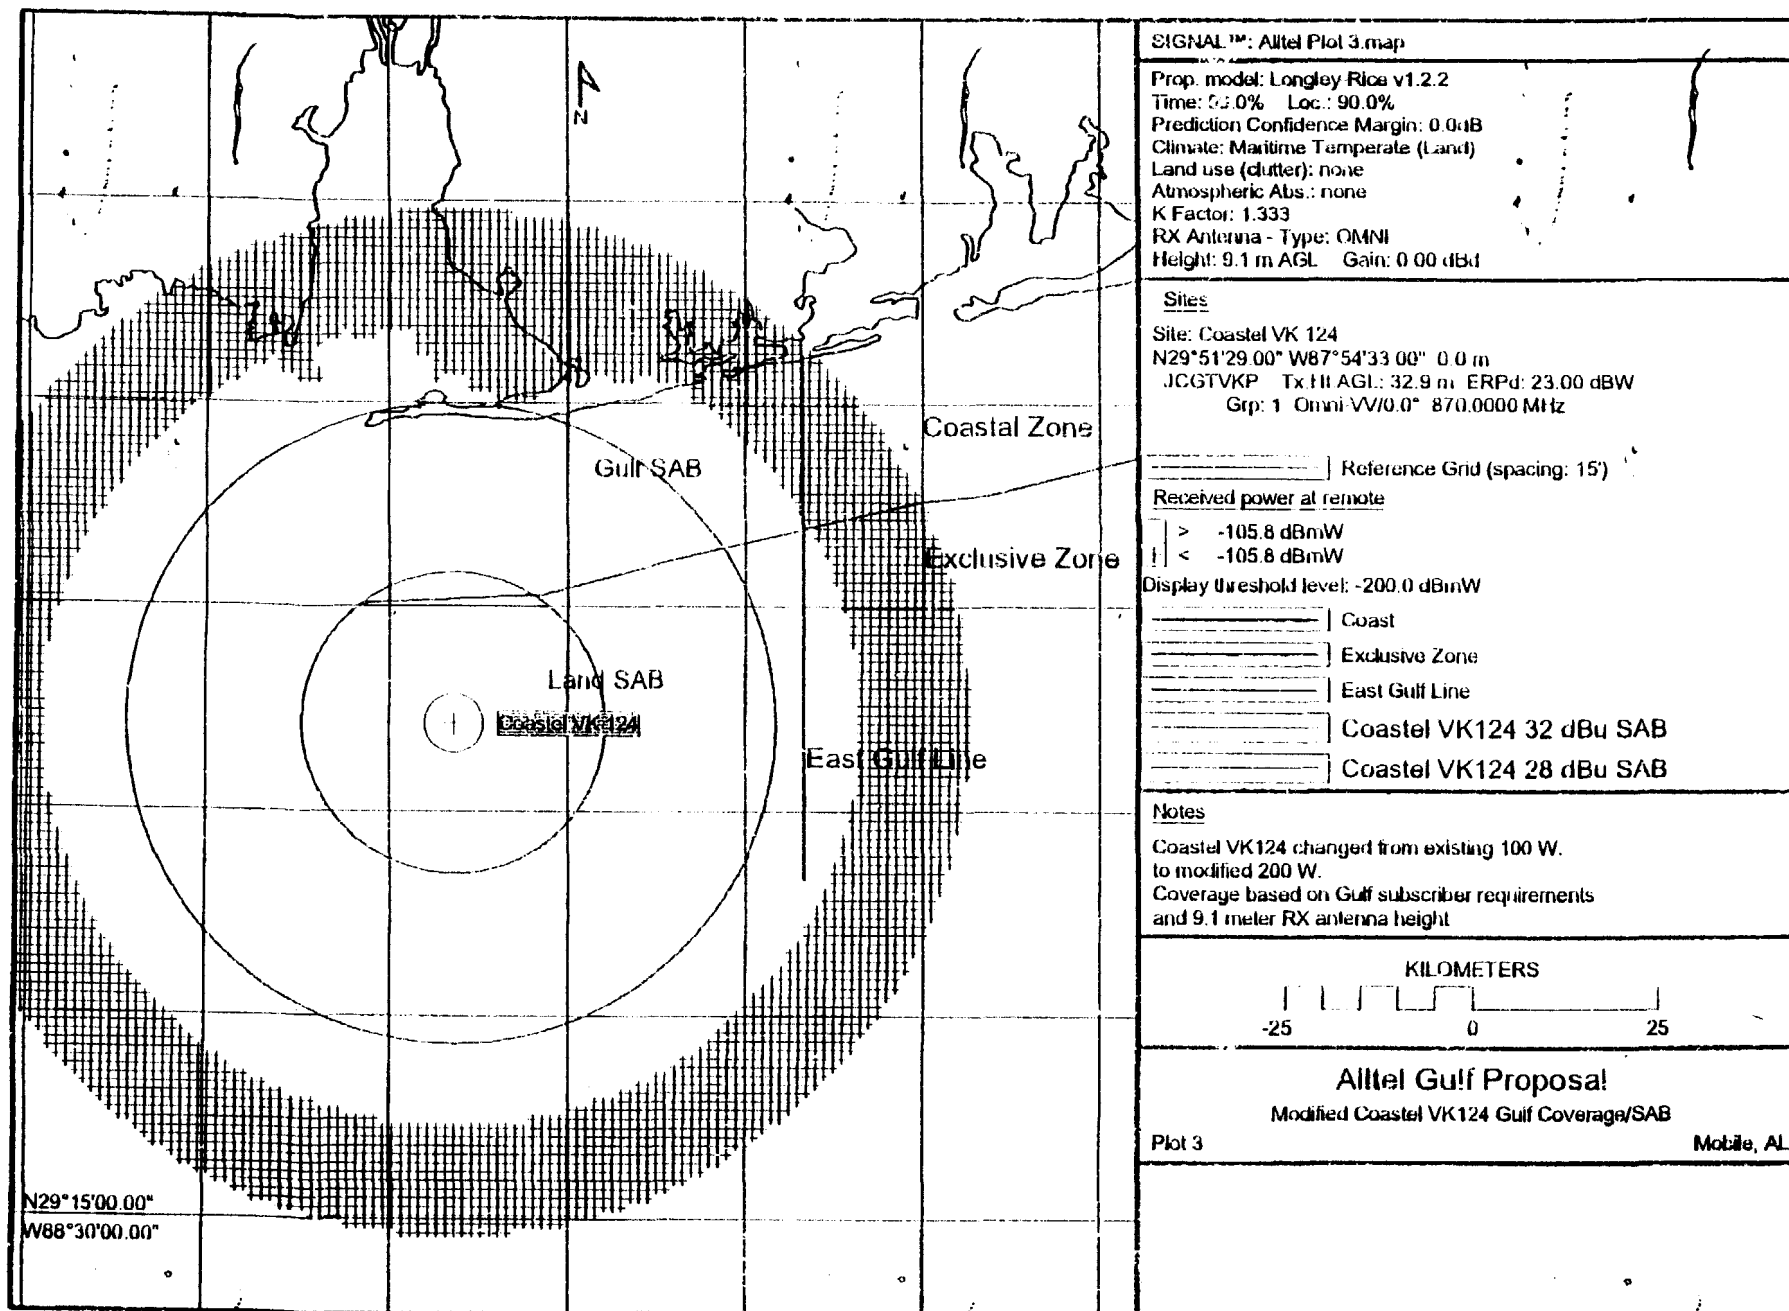 N
Coastal Zone
Gulf SAB
Exclusive Zone
Land SAB
Coastel VK 124
East Gulf Line
N29°15'00.00"
W88°30'00.00"
SIGNAL™: Alltel Plot 3.map
Prop. model: Longley-Rice v1.2.2
Time: .0% Loc.: 90.0%
Prediction Confidence Margin: 0.0dB
Climate: Maritime Temperate (Land)
Land use (clutter): none
Atmospheric Abs.: none
K Factor: 1.333
RX Antenna - Type: OMNI
Height: 9.1 m AGL Gain: 0.00 dBd
Sites
Site: Coastel VK 124
N29°51'29.00" W87°54'33.00" 0.0 m
JCGTVKP Tx.Ht.AGL: 32.9 m ERPd: 23.00 dBW
Grp: 1 Omni-VV/0.0° 870.0000 MHz
Reference Grid (spacing: 15')
Received power at remote
> -105.8 dBmW
< -105.8 dBmW
Display threshold level: -200.0 dBmW
Coast
Exclusive Zone
East Gulf Line
Coastel VK124 32 dBu SAB
Coastel VK124 28 dBu SAB
Notes
Coastel VK124 changed from existing 100 W.
to modified 200 W.
Coverage based on Gulf subscriber requirements
and 9.1 meter RX antenna height
KILOMETERS
-25 0 25
Alltel Gulf Proposal
Modified Coastel VK124 Gulf Coverage/SAB
Plot 3 Mobile, AL